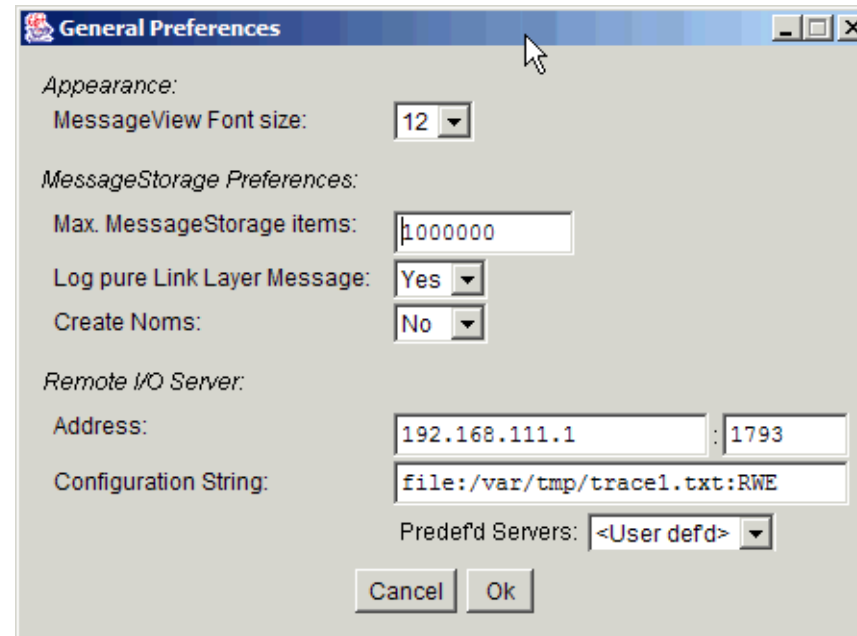 General Preferences
Appearance:
MessageView Font size: 12
MessageStorage Preferences:
Max. MessageStorage items: 1000000
Log pure Link Layer Message: Yes
Create Noms: No
Remote I/O Server:
Address: 192.168.111.1 : 1793
Configuration String: file:/var/tmp/trace1.txt:RWE
Predef'd Servers: <User def'd>
Cancel Ok